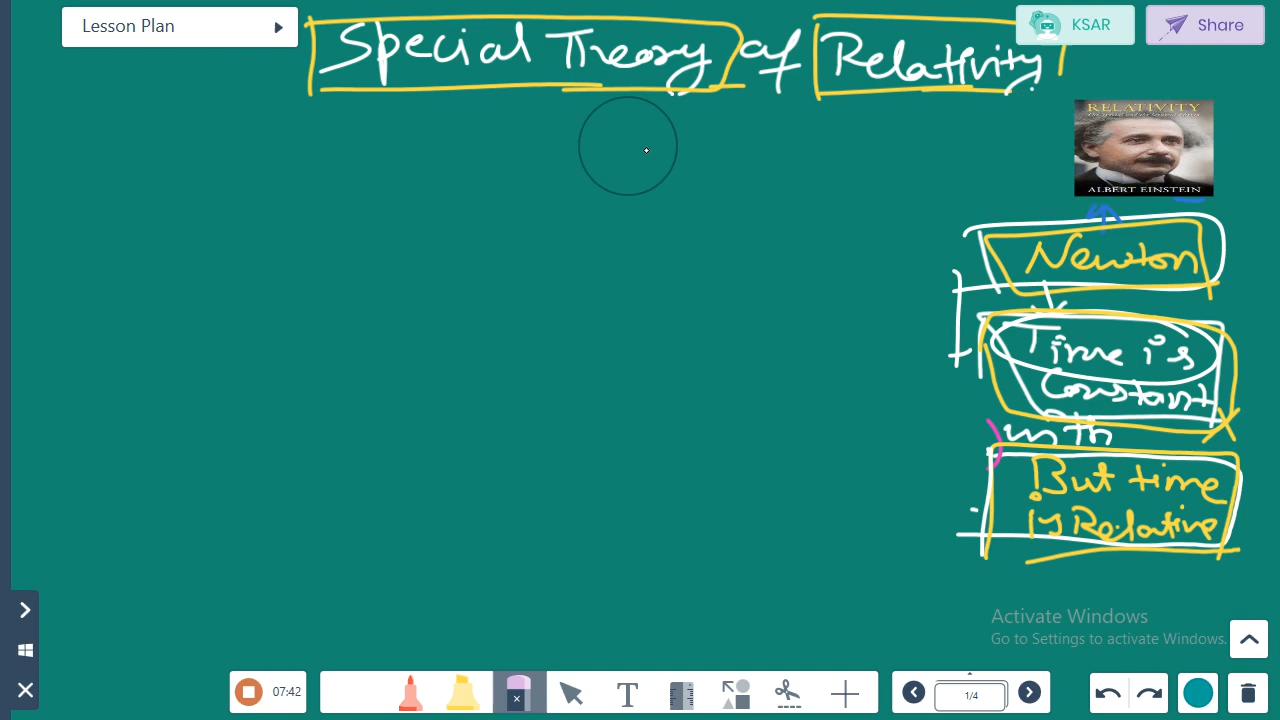 Lesson Plan
Special Theory of Relativity
KSAR
Share
RELATIVITY
ALBERT EINSTEIN
Newton
Time is
Constant
with
But time
is Relative
Activate Windows
Go to Settings to activate Windows.
07:42
T
1/4